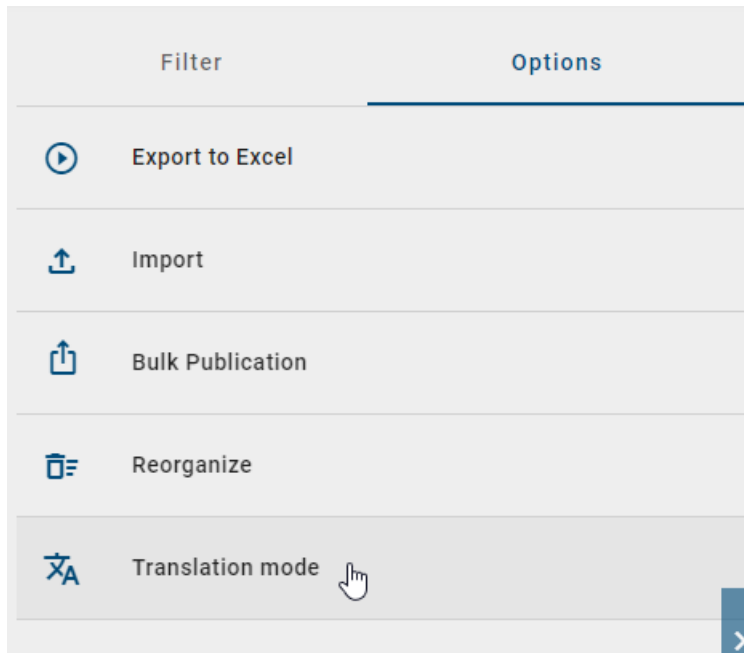 Filter
Options
Export to Excel
Import
Bulk Publication
Reorganize
Translation mode